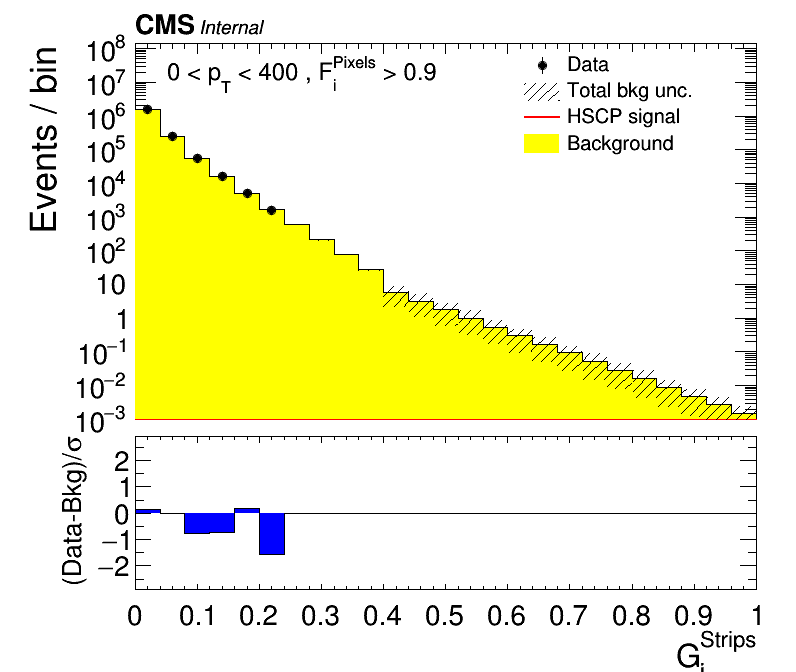 CMS Internal
0 < p_T < 400 , F_i^Pixels > 0.9
Data
Total bkg unc.
HSCP signal
Background
Events / bin
10^8
10^7
10^6
10^5
10^4
10^3
10^2
10
1
10^−1
10^−2
10^−3
(Data-Bkg)/σ
2
1
0
−1
−2
0 0.1 0.2 0.3 0.4 0.5 0.6 0.7 0.8 0.9 1
G_i^Strips